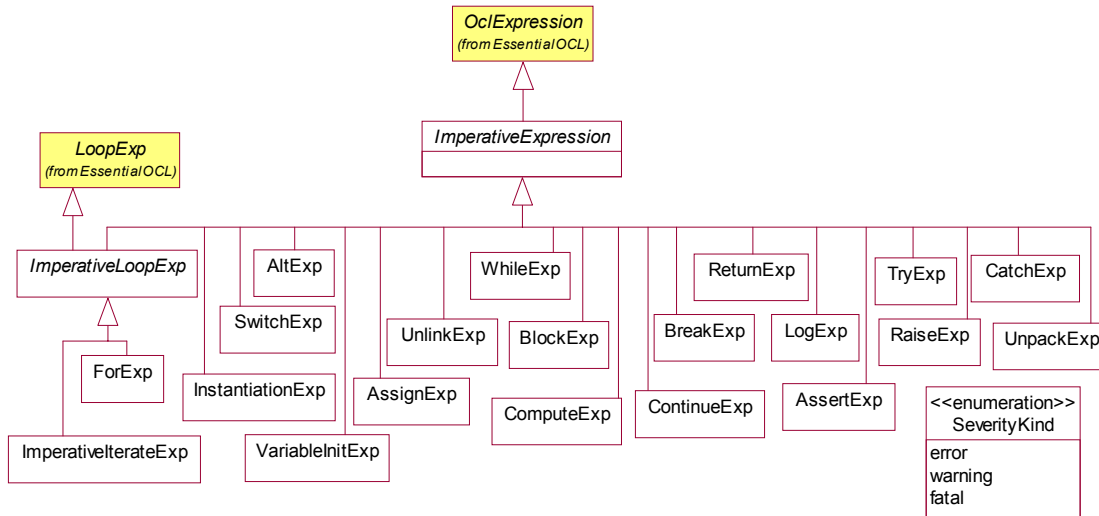 OclExpression
(from EssentialOCL)
ImperativeExpression
LoopExp
(from EssentialOCL)
ImperativeLoopExp
AltExp
WhileExp
ReturnExp
TryExp
CatchExp
SwitchExp
UnlinkExp
BlockExp
BreakExp
LogExp
RaiseExp
UnpackExp
ForExp
InstantiationExp
AssignExp
ComputeExp
ContinueExp
AssertExp
ImperativeIterateExp
VariableInitExp
<<enumeration>>
SeverityKind
error
warning
fatal